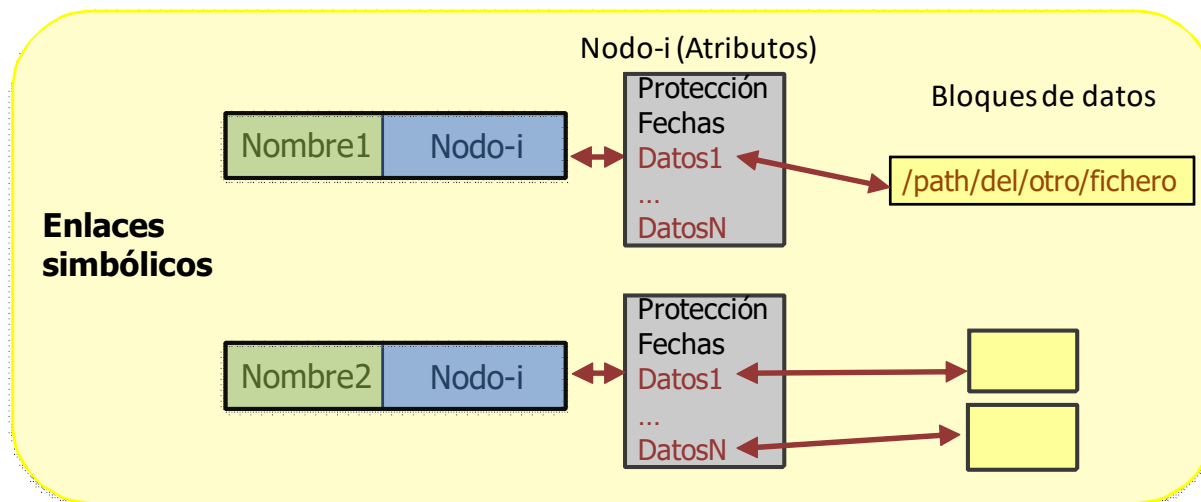 Nodo-i (Atributos)
Bloques de datos
Nombre1 Nodo-i
Protección
Fechas
Datos1
...
DatosN
/path/del/otro/fichero
Enlaces
simbólicos
Nombre2 Nodo-i
Protección
Fechas
Datos1
...
DatosN